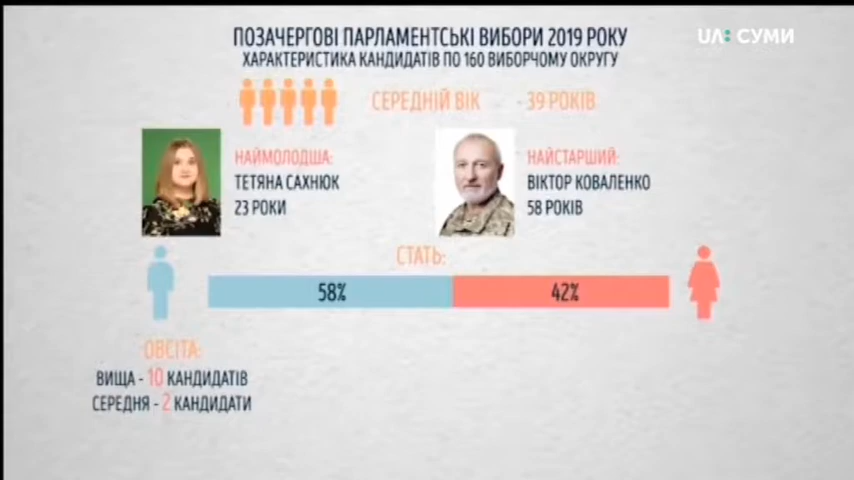 ПОЗАЧЕРГОВІ ПАРЛАМЕНТСЬКІ ВИБОРИ 2019 РОКУ
UA: СУМИ
ХАРАКТЕРИСТИКА КАНДИДАТІВ ПО 160 ВИБОРЧОМУ ОКРУГУ
СЕРЕДНІЙ ВІК - 39 РОКІВ
НАЙМОЛОДША:
ТЕТЯНА САХНЮК
23 РОКИ
НАЙСТАРШИЙ:
ВІКТОР КОВАЛЕНКО
58 РОКІВ
СТАТЬ:
58%
42%
ОВСІТА:
ВИЩА - 10 КАНДИДАТІВ
СЕРЕДНЯ - 2 КАНДИДАТИ